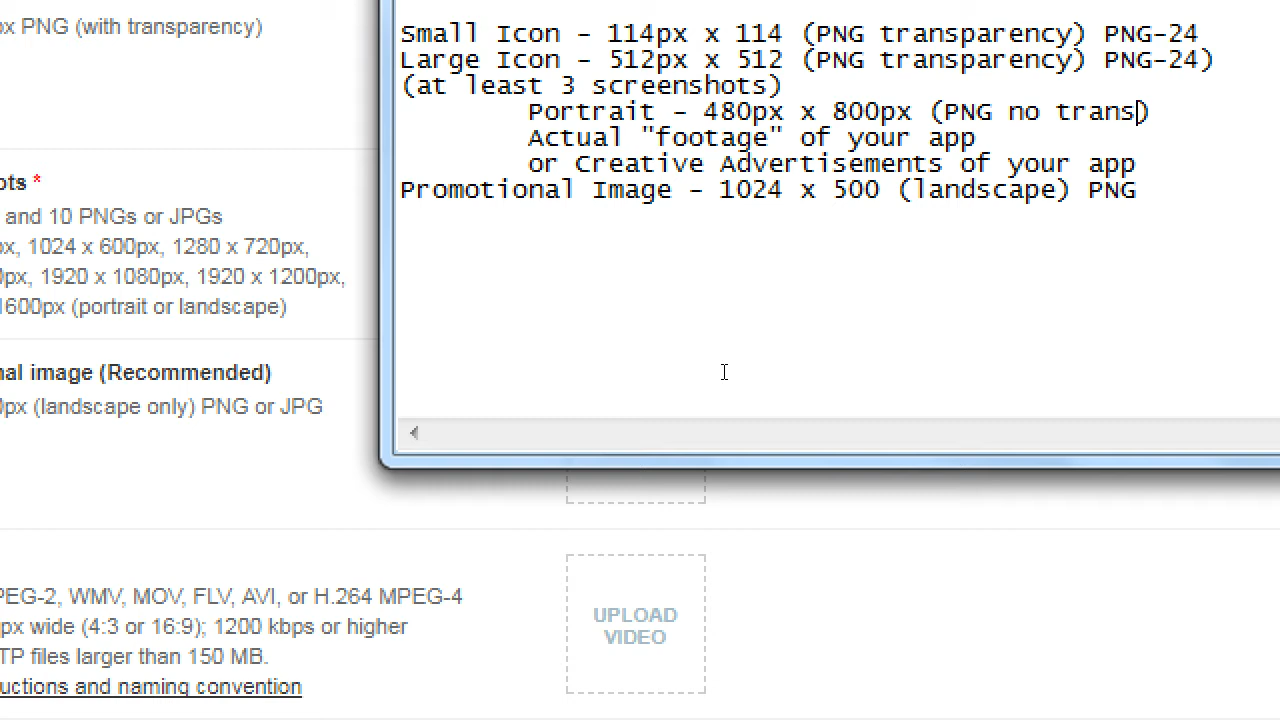 px PNG (with transparency)
Small Icon - 114px x 114 (PNG transparency) PNG-24
Large Icon - 512px x 512 (PNG transparency) PNG-24)
(at least 3 screenshots)
Portrait - 480px x 800px (PNG no trans)
Actual "footage" of your app
or Creative Advertisements of your app
Promotional Image - 1024 x 500 (landscape) PNG
ots *
and 10 PNGs or JPGs
px, 1024 x 600px, 1280 x 720px,
0px, 1920 x 1080px, 1920 x 1200px,
1600px (portrait or landscape)
nal image (Recommended)
0px (landscape only) PNG or JPG
PEG-2, WMV, MOV, FLV, AVI, or H.264 MPEG-4
px wide (4:3 or 16:9); 1200 kbps or higher
TP files larger than 150 MB.
uctions and naming convention
UPLOAD
VIDEO